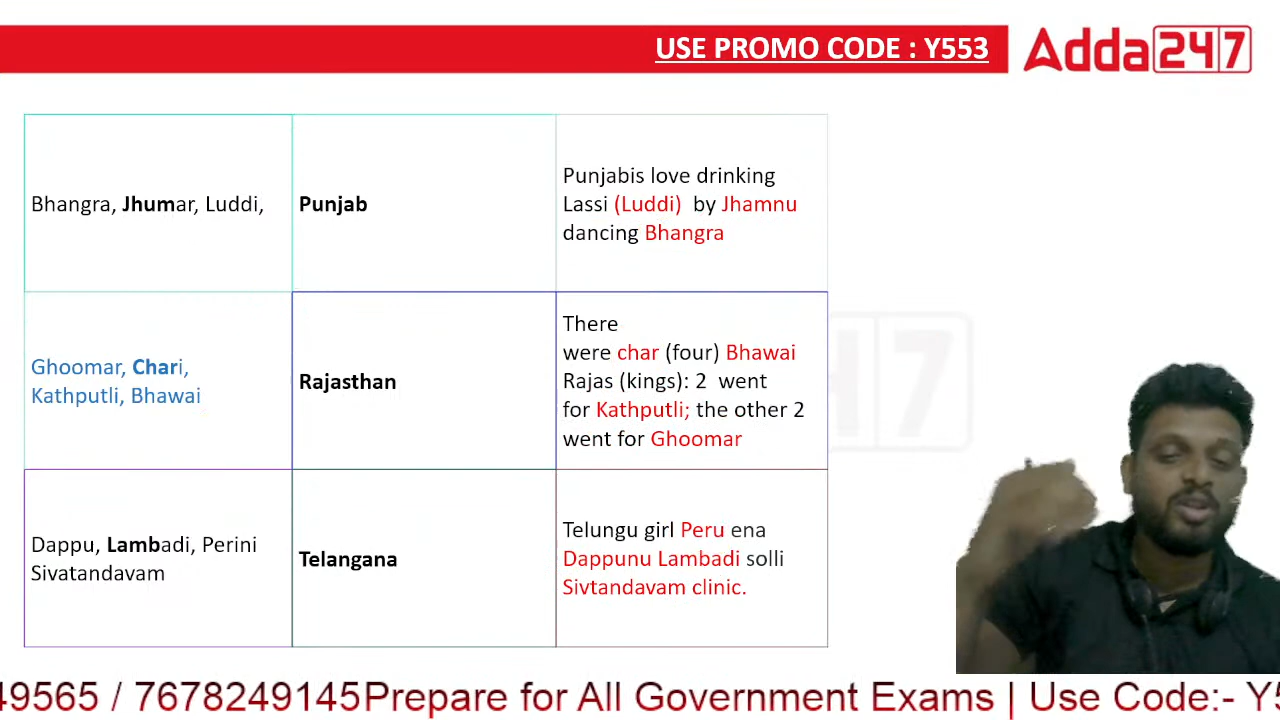 USE PROMO CODE : Y553
Adda247
Bhangra, Jhumar, Luddi,
Punjab
Punjabis love drinking
Lassi (Luddi) by Jhamnu
dancing Bhangra
Ghoomar, Chari,
Kathputli, Bhawai
Rajasthan
There
were char (four) Bhawai
Rajas (kings): 2 went
for Kathputli; the other 2
went for Ghoomar
Dappu, Lambadi, Perini
Sivatandavam
Telangana
Telungu girl Peru ena
Dappunu Lambadi solli
Sivtandavam clinic.
49565 / 7678249145Prepare for All Government Exams | Use Code:- Y5